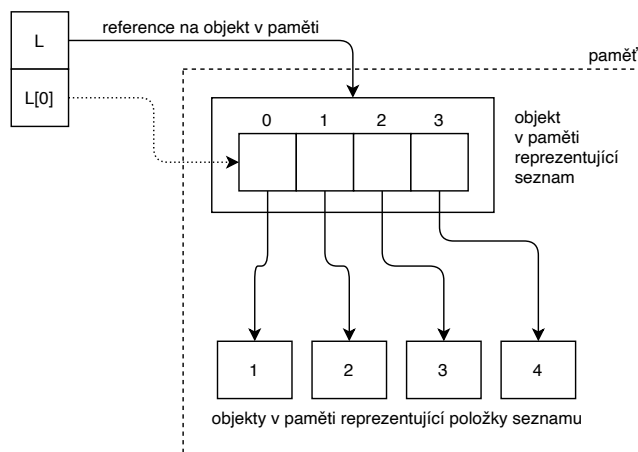 L
reference na objekt v paměti
L[0]
paměť
0 1 2 3
objekt
v paměti
reprezentující
seznam
1 2 3 4
objekty v paměti reprezentující položky seznamu